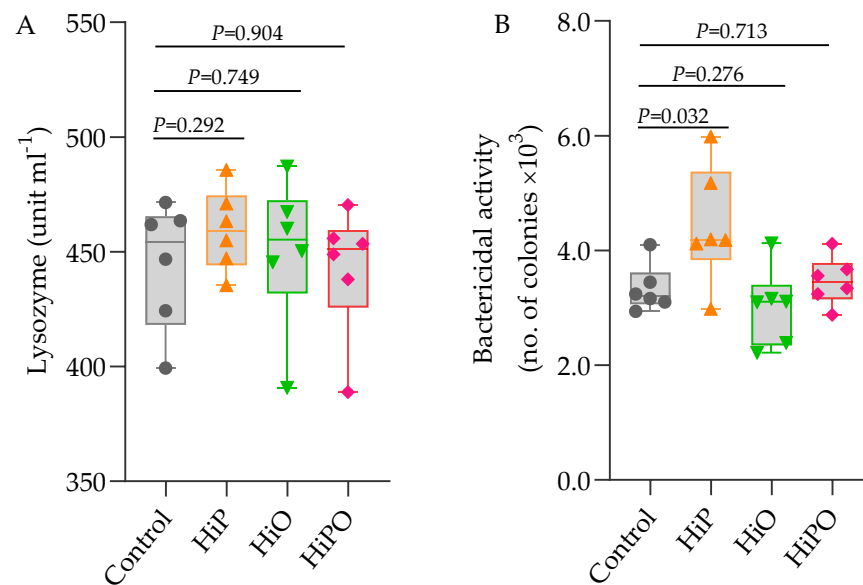 A
Lysozyme (unit ml⁻¹)
550
500
450
400
350
P=0.904
P=0.749
P=0.292
Control
HiP
HiO
HiPO
B
Bactericidal activity
(no. of colonies ×10³)
8.0
6.0
4.0
2.0
0.0
P=0.713
P=0.276
P=0.032
Control
HiP
HiO
HiPO